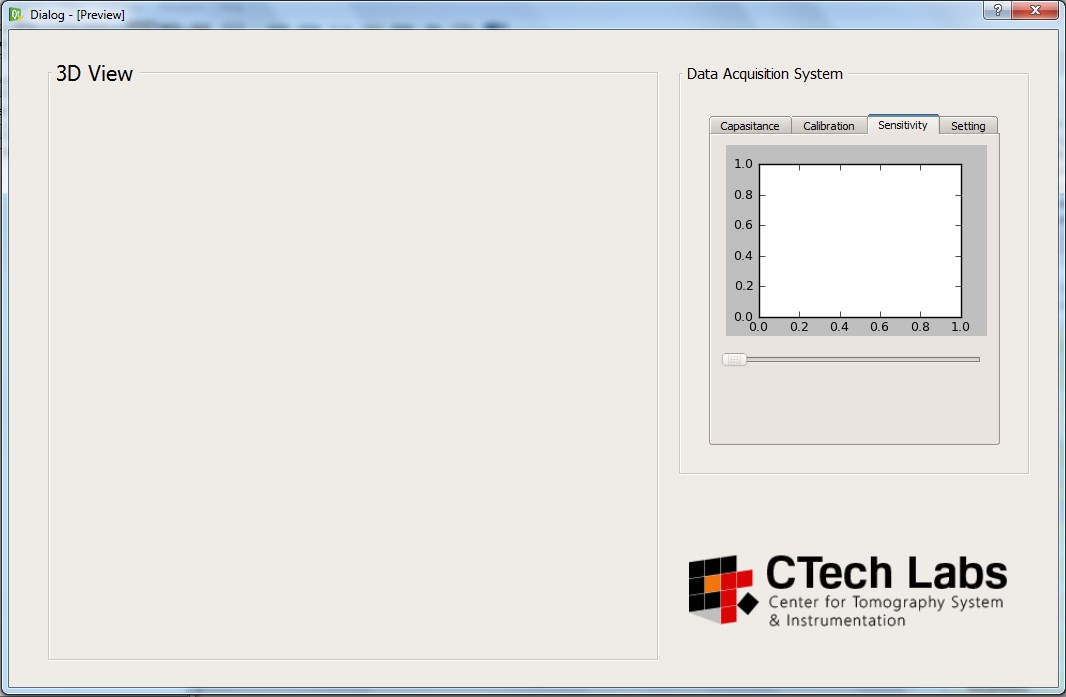 Dialog - [Preview]
3D View
Data Acquisition System
Capasitance
Calibration
Sensitivity
Setting
1.0
0.8
0.6
0.4
0.2
0.0
0.0 0.2 0.4 0.6 0.8 1.0
CTech Labs
Center for Tomography System
& Instrumentation